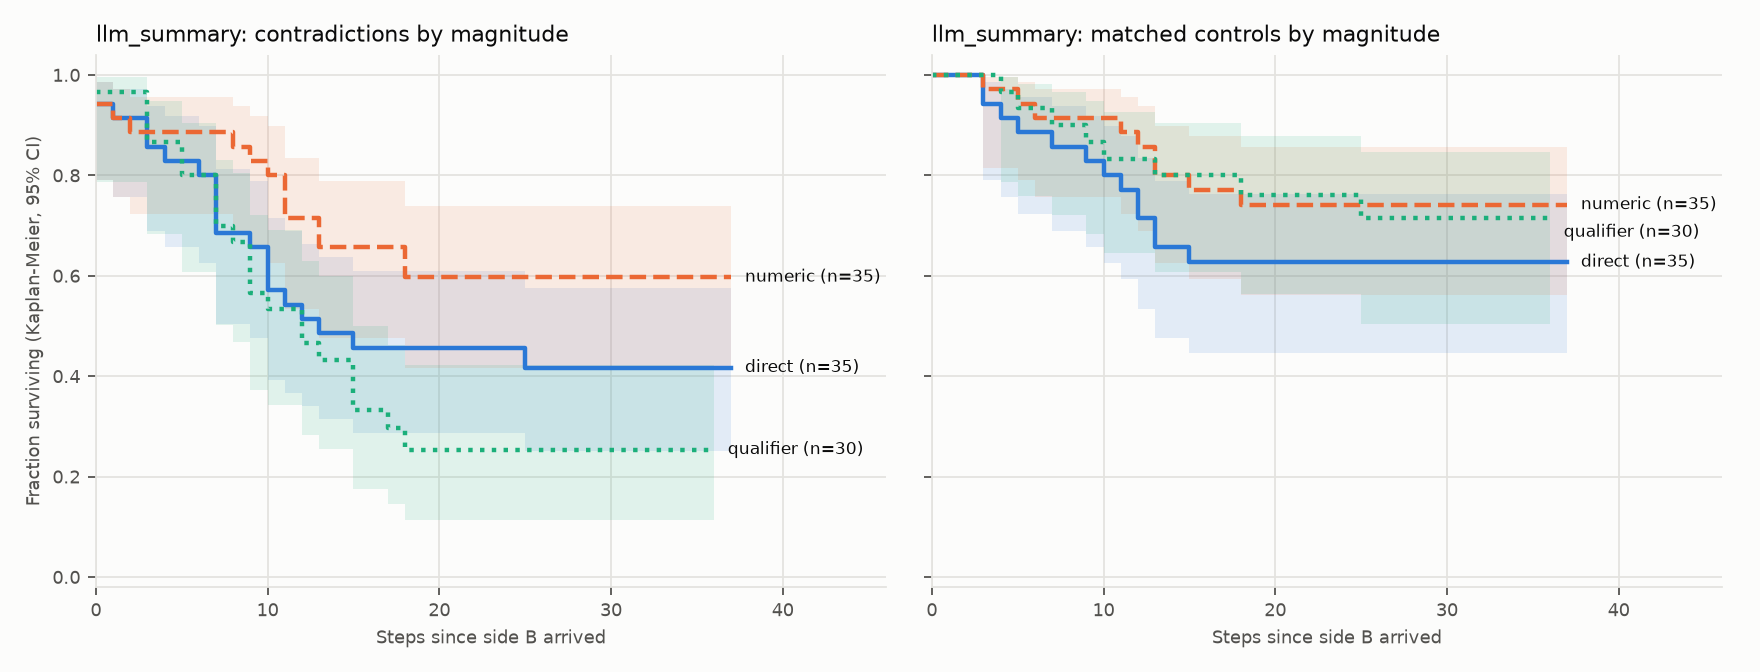 llm_summary: contradictions by magnitude
Fraction surviving (Kaplan-Meier, 95% CI)
1.0
0.8
0.6
0.4
0.2
0.0
numeric (n=35)
direct (n=35)
qualifier (n=30)
0
10
20
30
40
Steps since side B arrived
llm_summary: matched controls by magnitude
numeric (n=35)
qualifier (n=30)
direct (n=35)
0
10
20
30
40
Steps since side B arrived